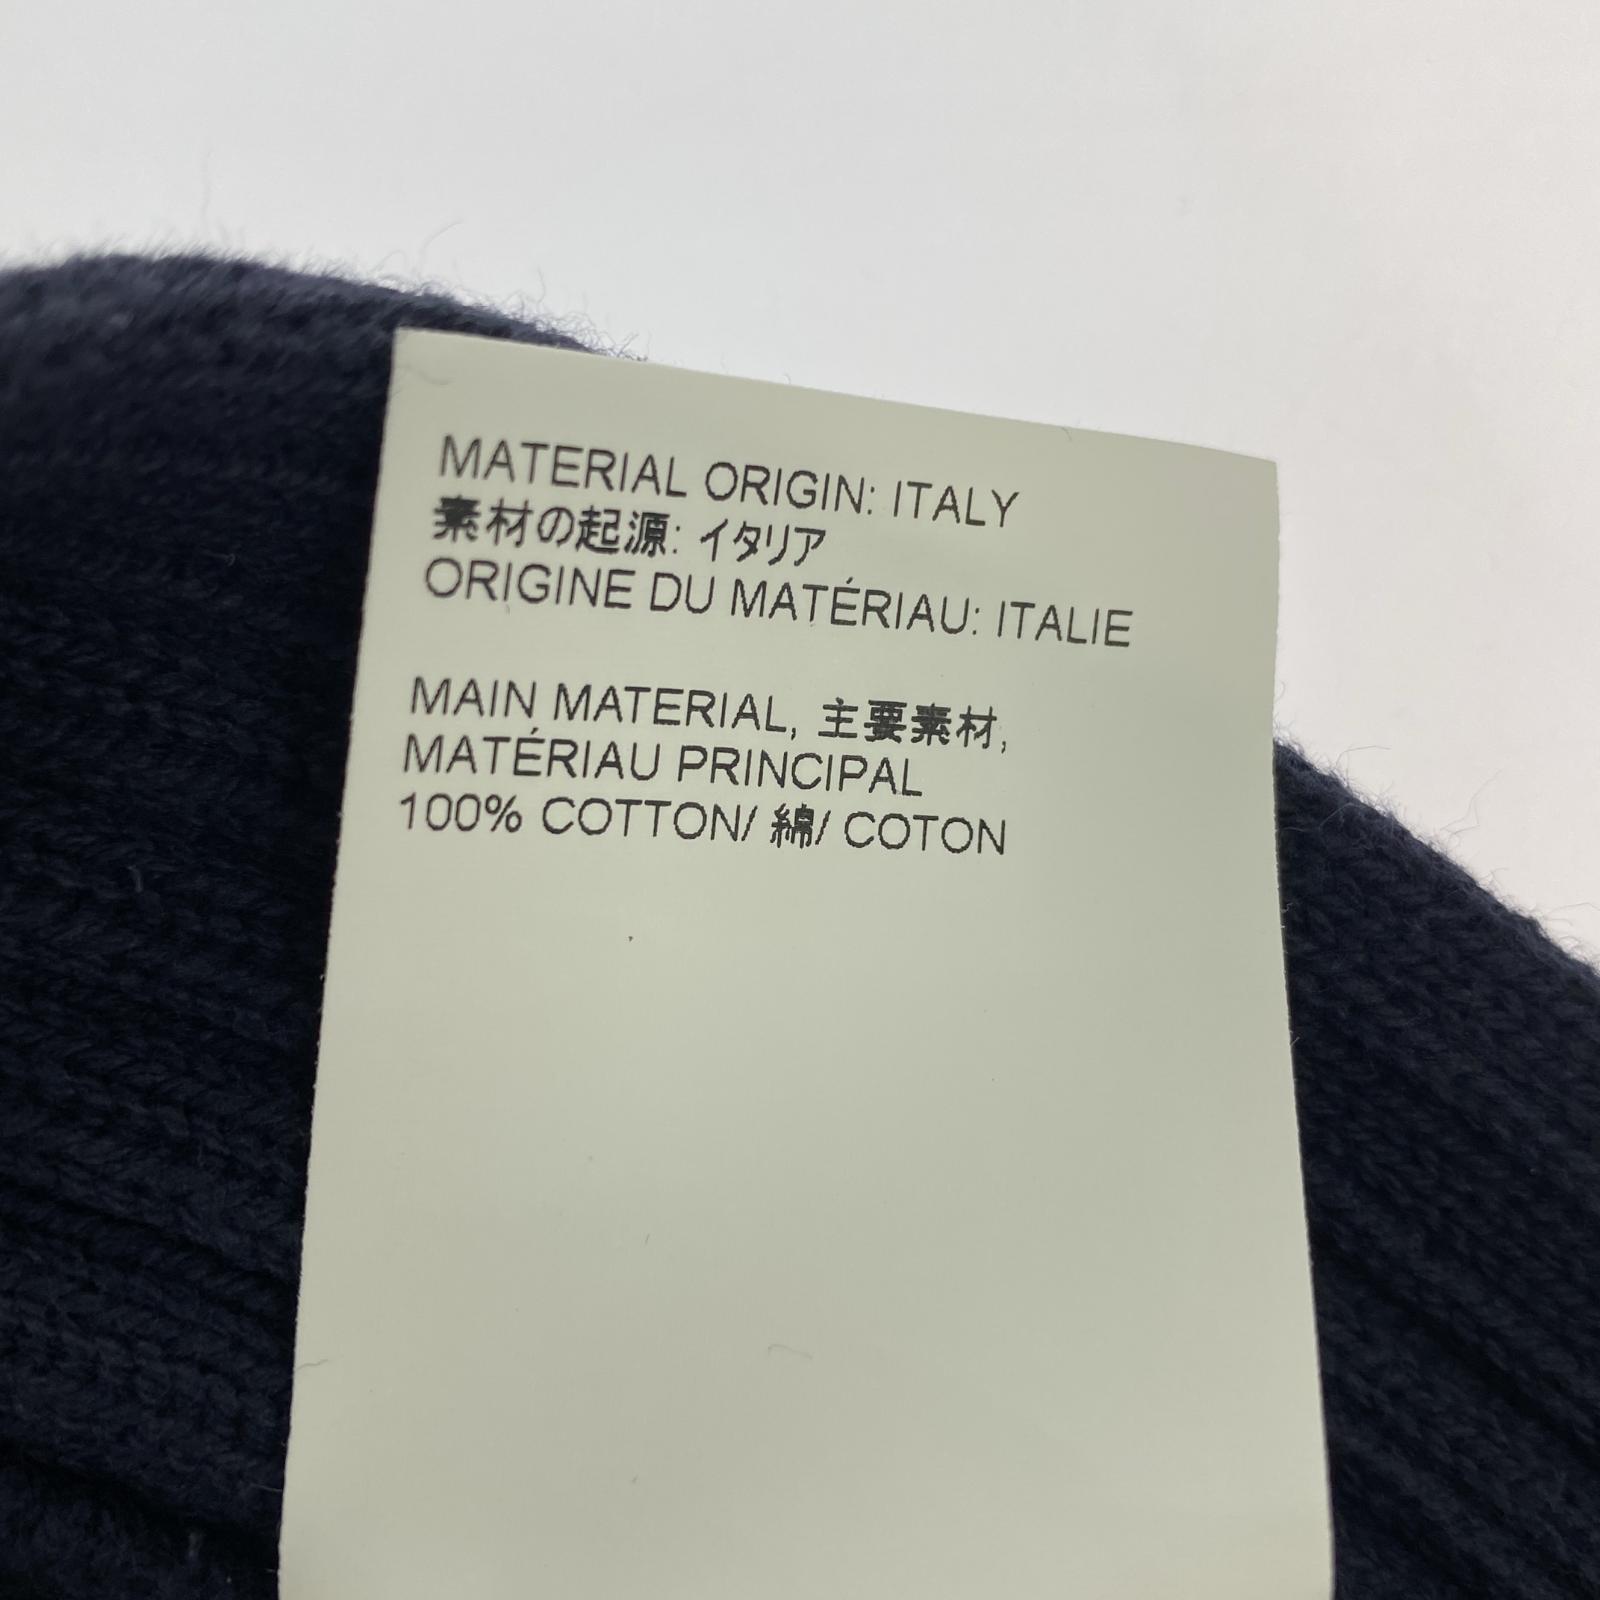 MATERIAL ORIGIN: ITALY
素材の起源: イタリア
ORIGINE DU MATÉRIAU: ITALIE
MAIN MATERIAL, 主要素材,
MATÉRIAU PRINCIPAL
100% COTTON/ 綿/ COTON